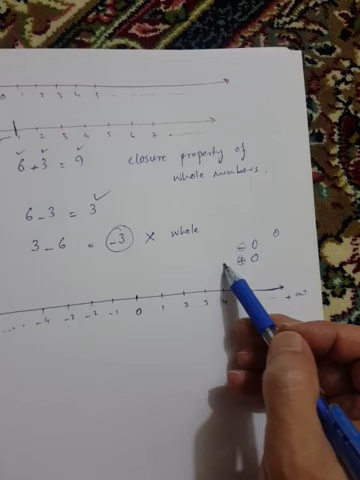 0 1 2 3 4 5
2 3 4 5 6 7
6 + 3 = 9 closure property of
whole numbers.
6 - 3 = 3
3 - 6 = -3 × whole
0
- 0
+ 0
-4 -3 -2 -1 0 1 2 3 4 +∞